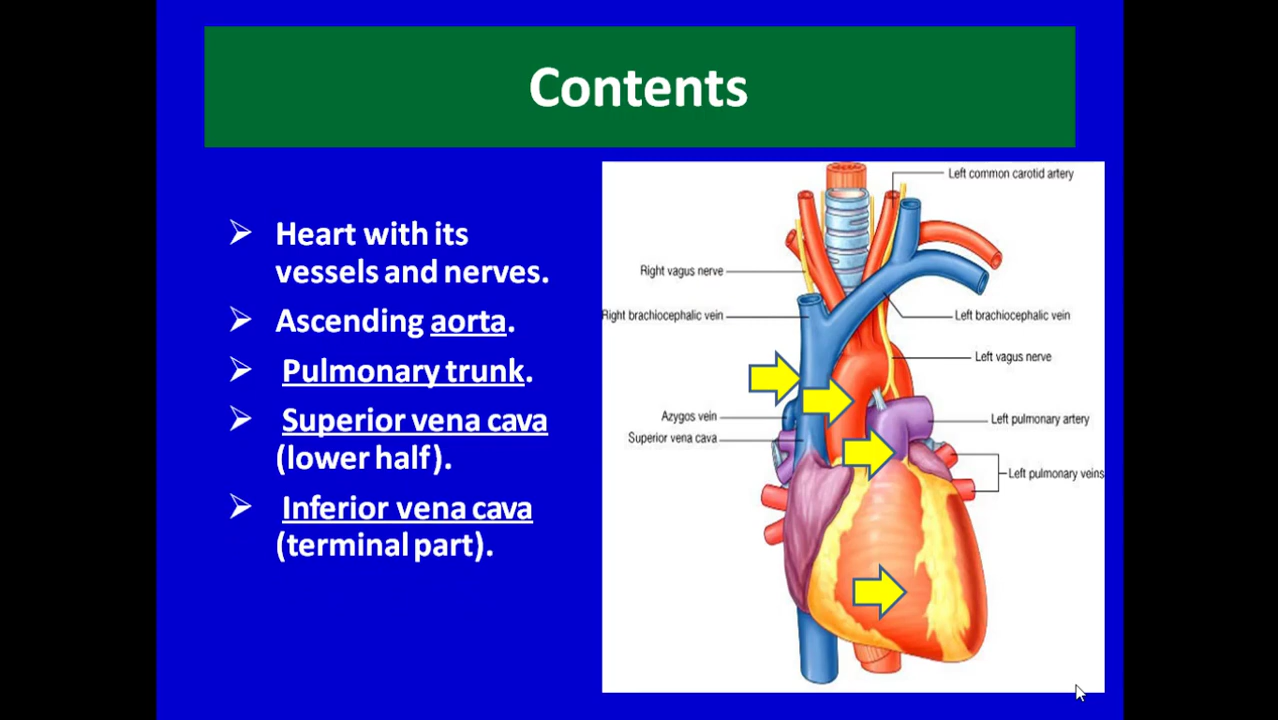 Contents
Heart with its
vessels and nerves.
Ascending aorta.
Pulmonary trunk.
Superior vena cava
(lower half).
Inferior vena cava
(terminal part).
Left common carotid artery
Right vagus nerve
Right brachiocephalic vein
Left brachiocephalic vein
Left vagus nerve
Azygos vein
Left pulmonary artery
Superior vena cava
Left pulmonary veins